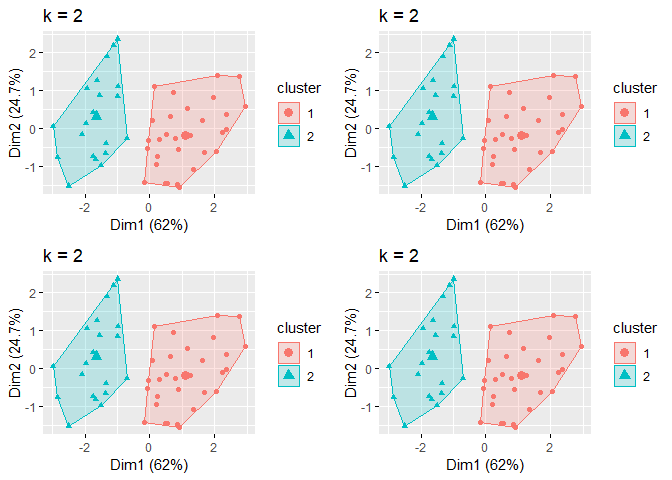 k = 2
Dim2 (24.7%)
2
1
0
-1
-2
0
2
Dim1 (62%)
cluster
1
2
k = 2
Dim2 (24.7%)
2
1
0
-1
-2
0
2
Dim1 (62%)
cluster
1
2
k = 2
Dim2 (24.7%)
2
1
0
-1
-2
0
2
Dim1 (62%)
cluster
1
2
k = 2
Dim2 (24.7%)
2
1
0
-1
-2
0
2
Dim1 (62%)
cluster
1
2